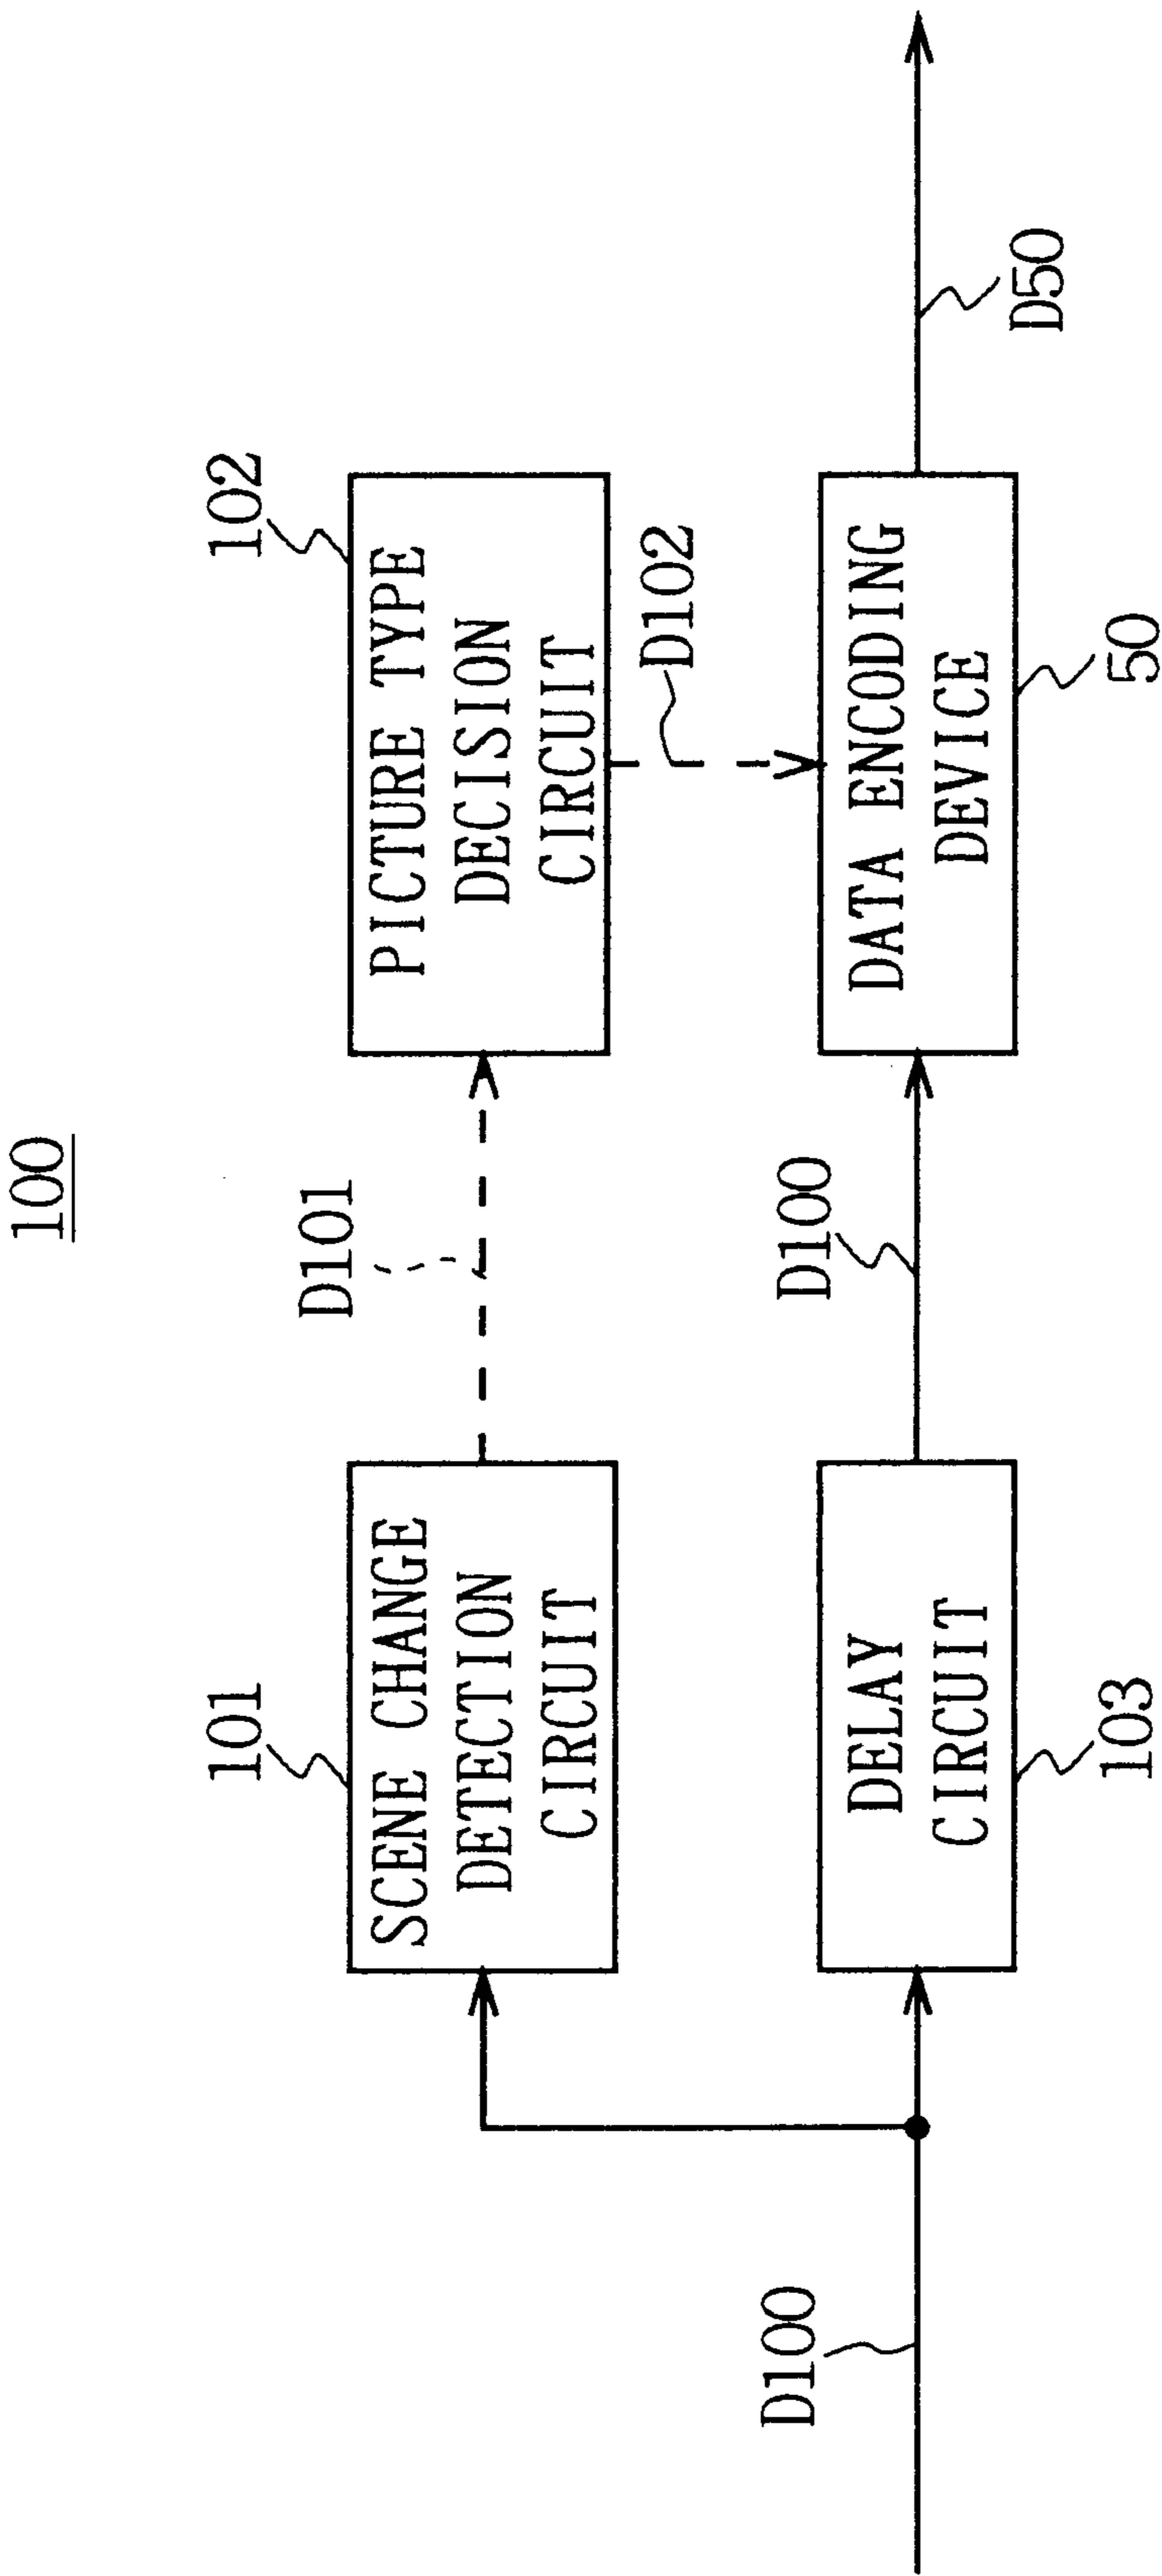 100
101
102
SCENE CHANGE
DETECTION
CIRCUIT
D101
PICTURE TYPE
DECISION
CIRCUIT
D102
D100
DELAY
CIRCUIT
D100
DATA ENCODING
DEVICE
D50
103
50